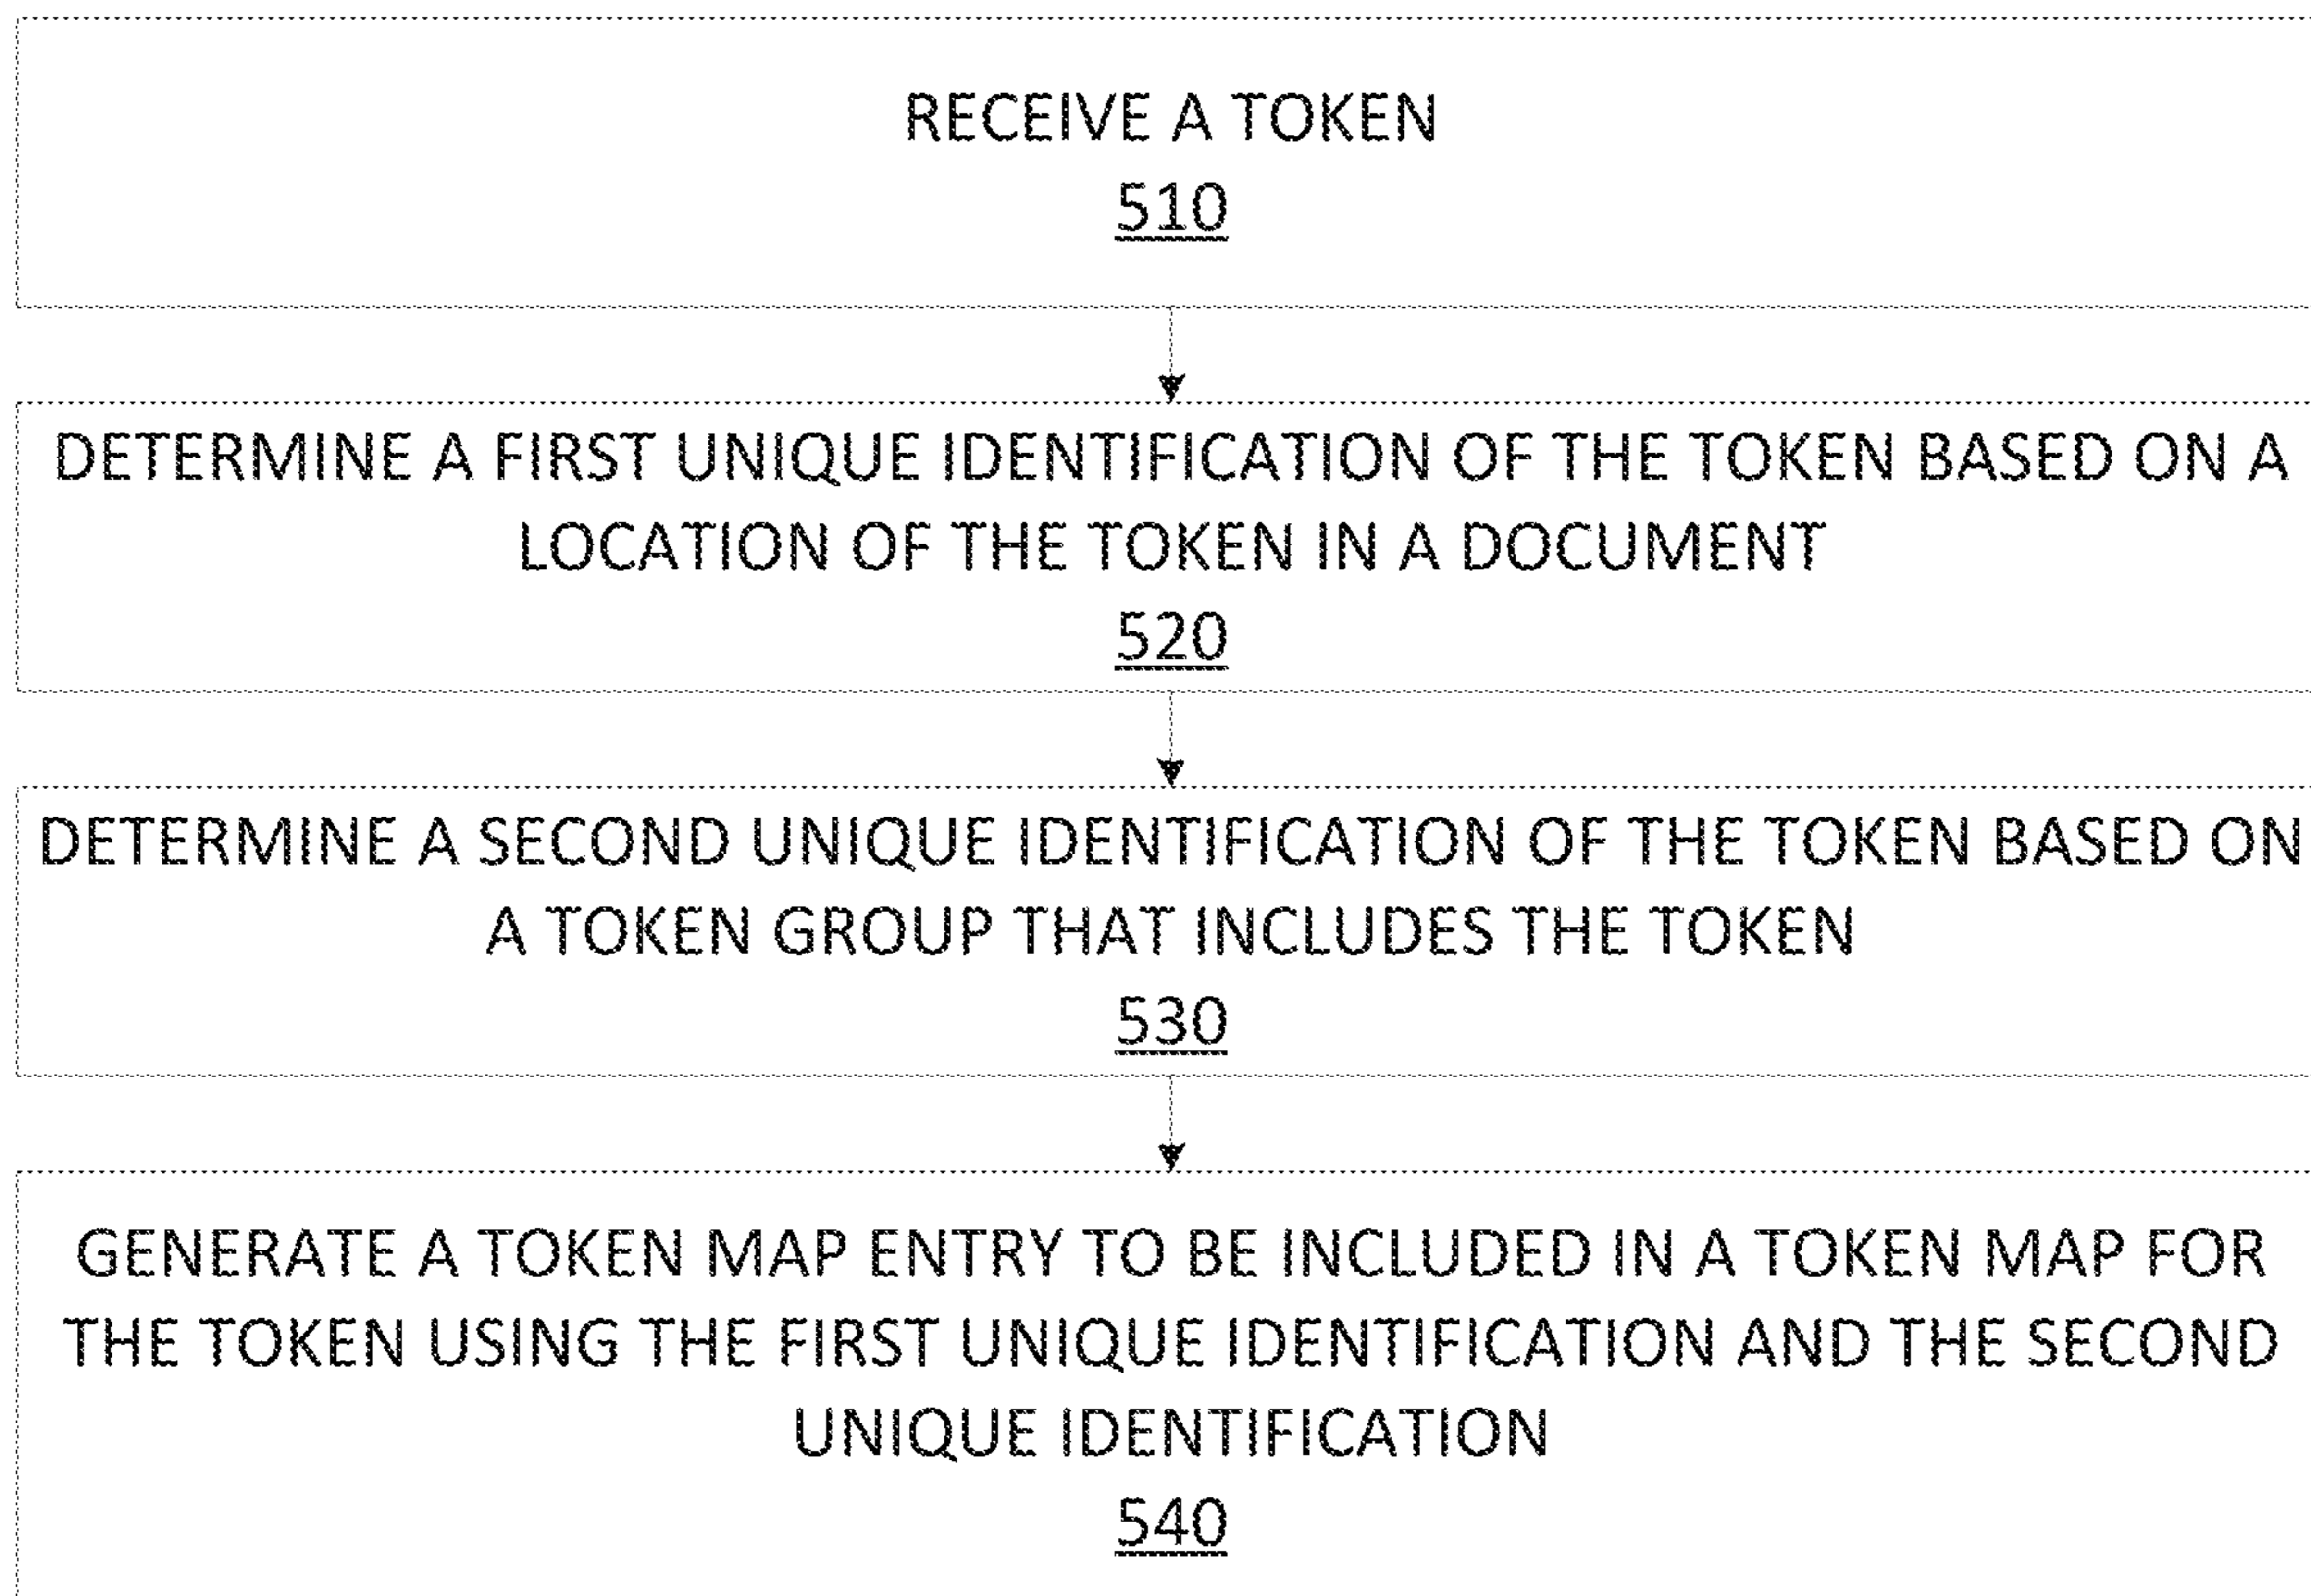 RECEIVE A TOKEN
510
DETERMINE A FIRST UNIQUE IDENTIFICATION OF THE TOKEN BASED ON A
LOCATION OF THE TOKEN IN A DOCUMENT
520
DETERMINE A SECOND UNIQUE IDENTIFICATION OF THE TOKEN BASED ON
A TOKEN GROUP THAT INCLUDES THE TOKEN
530
GENERATE A TOKEN MAP ENTRY TO BE INCLUDED IN A TOKEN MAP FOR
THE TOKEN USING THE FIRST UNIQUE IDENTIFICATION AND THE SECOND
UNIQUE IDENTIFICATION
540